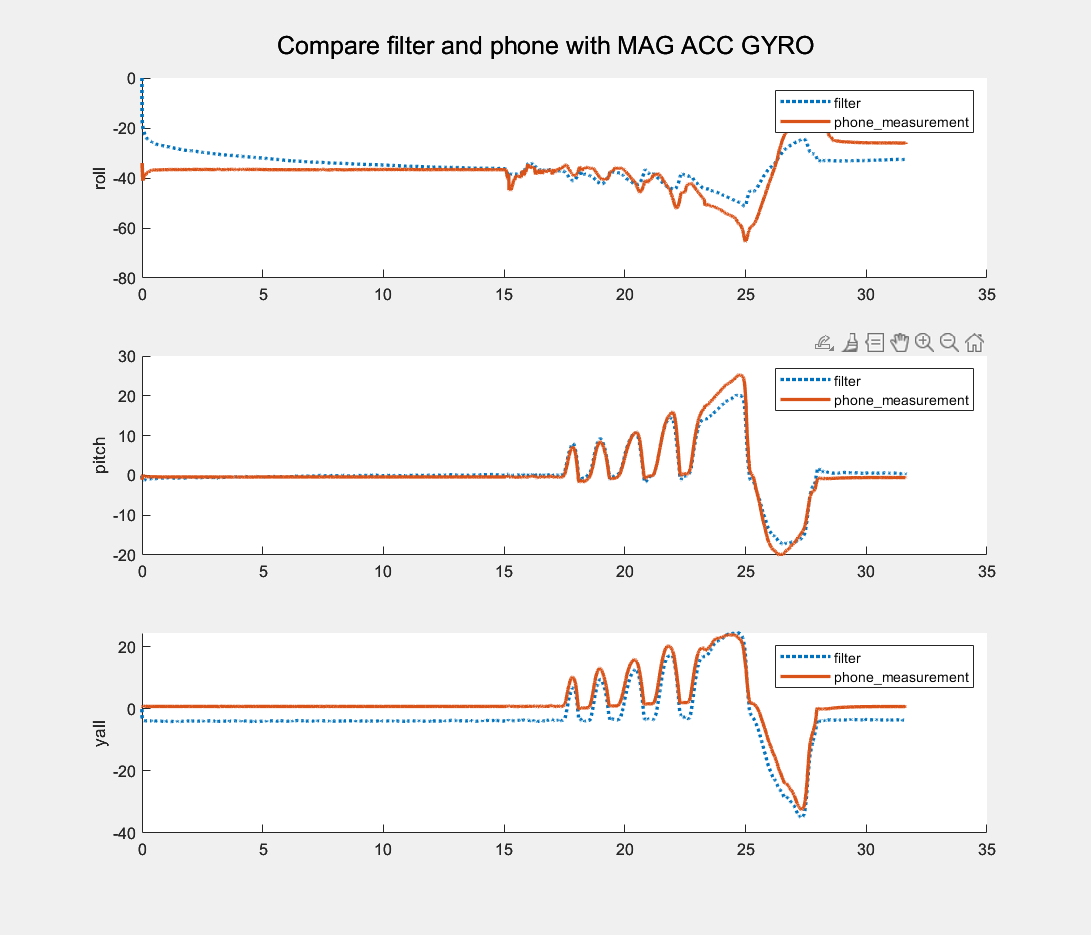 Compare filter and phone with MAG ACC GYRO
0
-20
-40
-60
-80
roll
filter
phone_measurement
0 5 10 15 20 25 30 35
30
20
10
0
-10
-20
pitch
filter
phone_measurement
0 5 10 15 20 25 30 35
20
0
-20
-40
yall
filter
phone_measurement
0 5 10 15 20 25 30 35